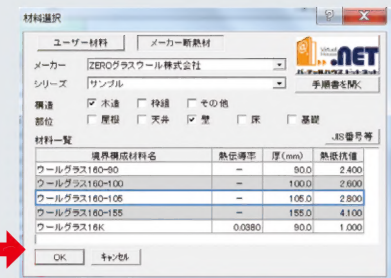 材料選択
ユーザー材料 メーカー断熱材
メーカー ZEROグラスウール株式会社
シリーズ サンプル
.NET
手順書を開く
構造 木造 枠組 その他
部位 屋根 天井 壁 床 基礎
材料一覧 JIS番号等
境界構成材料名 熱伝導率 厚(mm) 熱抵抗値
ウールグラス160-90 － 90.0 2.400
ウールグラス160-100 － 100.0 2.600
ウールグラス160-105 － 105.0 2.800
ウールグラス160-155 － 155.0 4.100
ウールグラス16K 0.0380 90.0 1.000
OK キャンセル